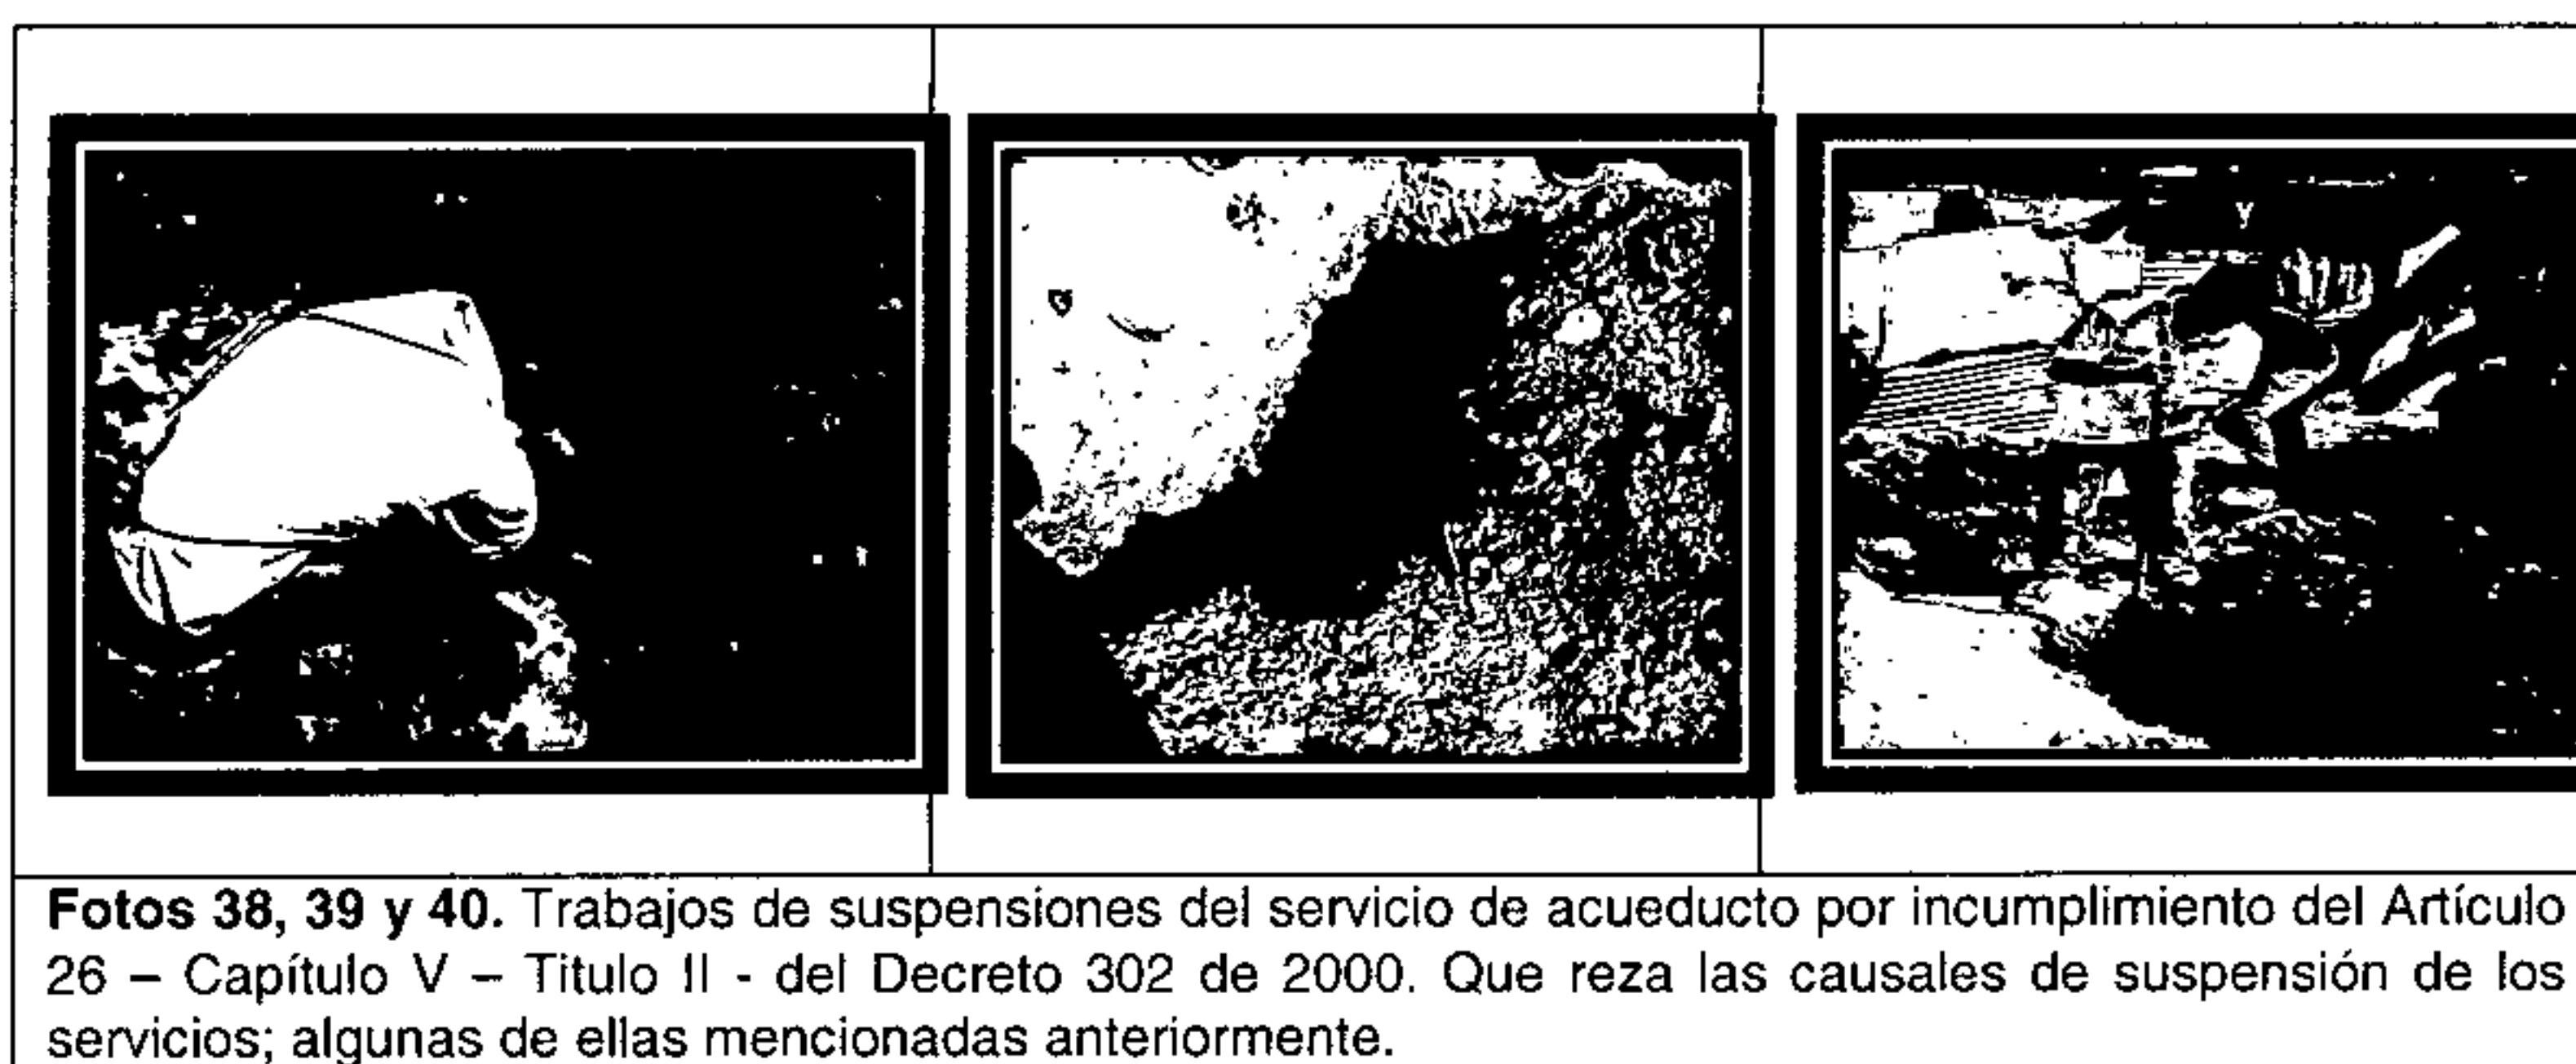 Fotos 38, 39 y 40. Trabajos de suspensiones del servicio de acueducto por incumplimiento del Artículo
26 – Capítulo V – Titulo II - del Decreto 302 de 2000. Que reza las causales de suspensión de los
servicios; algunas de ellas mencionadas anteriormente.